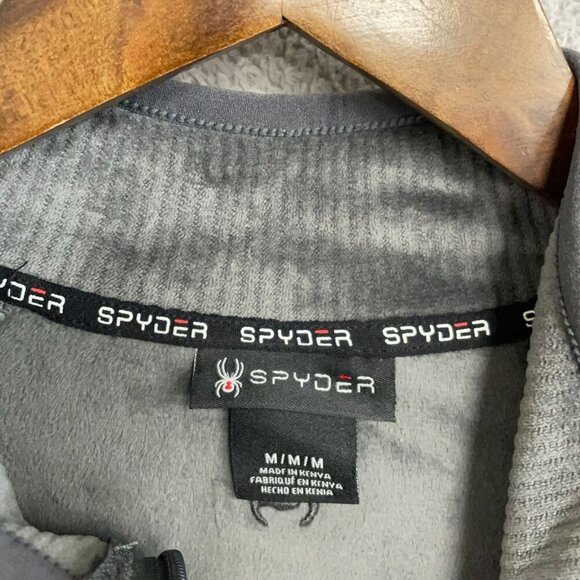 SPYDER SPYDER SPYDER SPYDER
SPYDER
M/M/M
MADE IN KENYA
FABRIQUÉ EN KENYA
HECHO EN KENIA